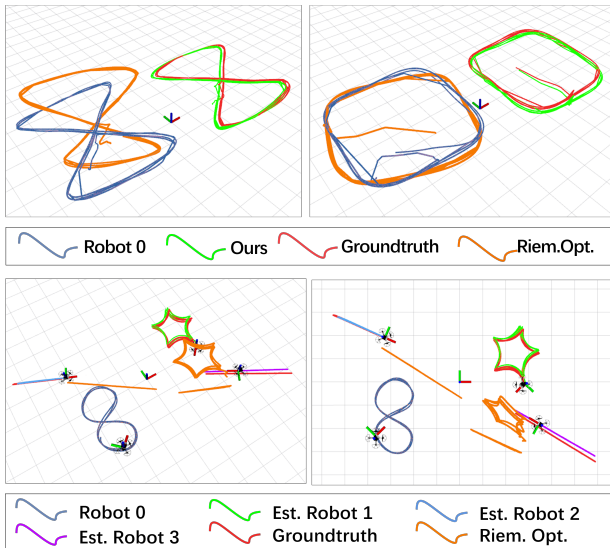 Robot 0 Ours Groundtruth Riem.Opt.
Robot 0 Est. Robot 1 Est. Robot 2
Est. Robot 3 Groundtruth Riem. Opt.